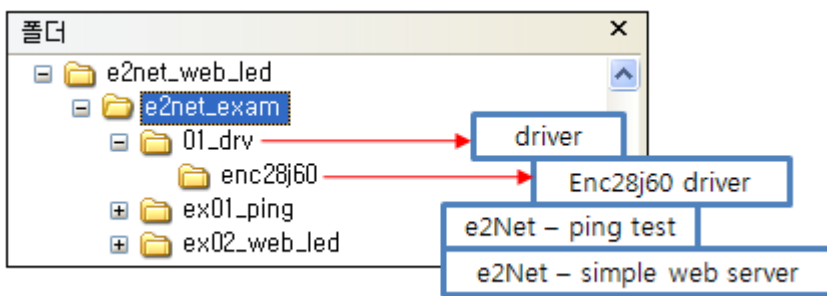 폴더
e2net_web_led
e2net_exam
01_drv
driver
enc28j60
Enc28j60 driver
ex01_ping
e2Net – ping test
ex02_web_led
e2Net – simple web server